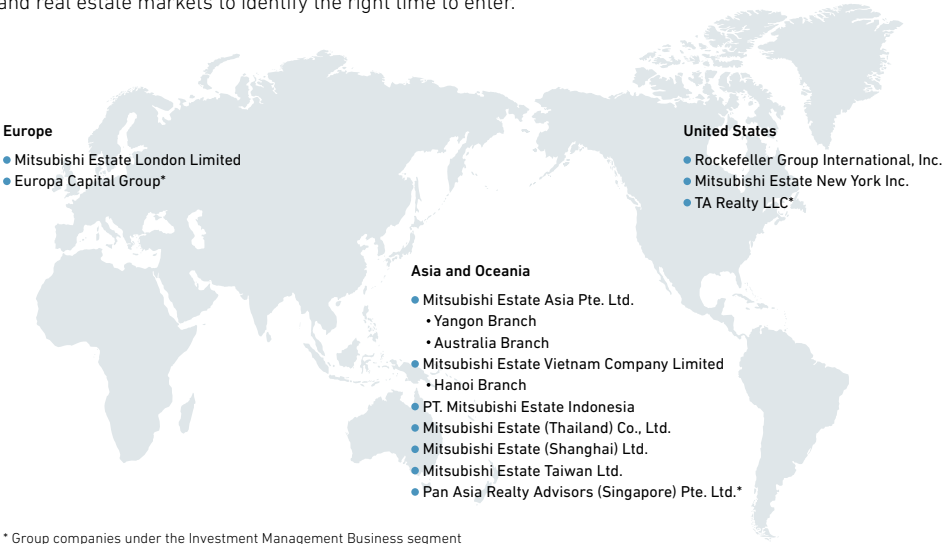 and real estate markets to identify the right time to enter.
Europe
• Mitsubishi Estate London Limited
• Europa Capital Group*
United States
• Rockefeller Group International, Inc.
• Mitsubishi Estate New York Inc.
• TA Realty LLC*
Asia and Oceania
• Mitsubishi Estate Asia Pte. Ltd.
• Yangon Branch
• Australia Branch
• Mitsubishi Estate Vietnam Company Limited
• Hanoi Branch
• PT. Mitsubishi Estate Indonesia
• Mitsubishi Estate (Thailand) Co., Ltd.
• Mitsubishi Estate (Shanghai) Ltd.
• Mitsubishi Estate Taiwan Ltd.
• Pan Asia Realty Advisors (Singapore) Pte. Ltd.*
* Group companies under the Investment Management Business segment